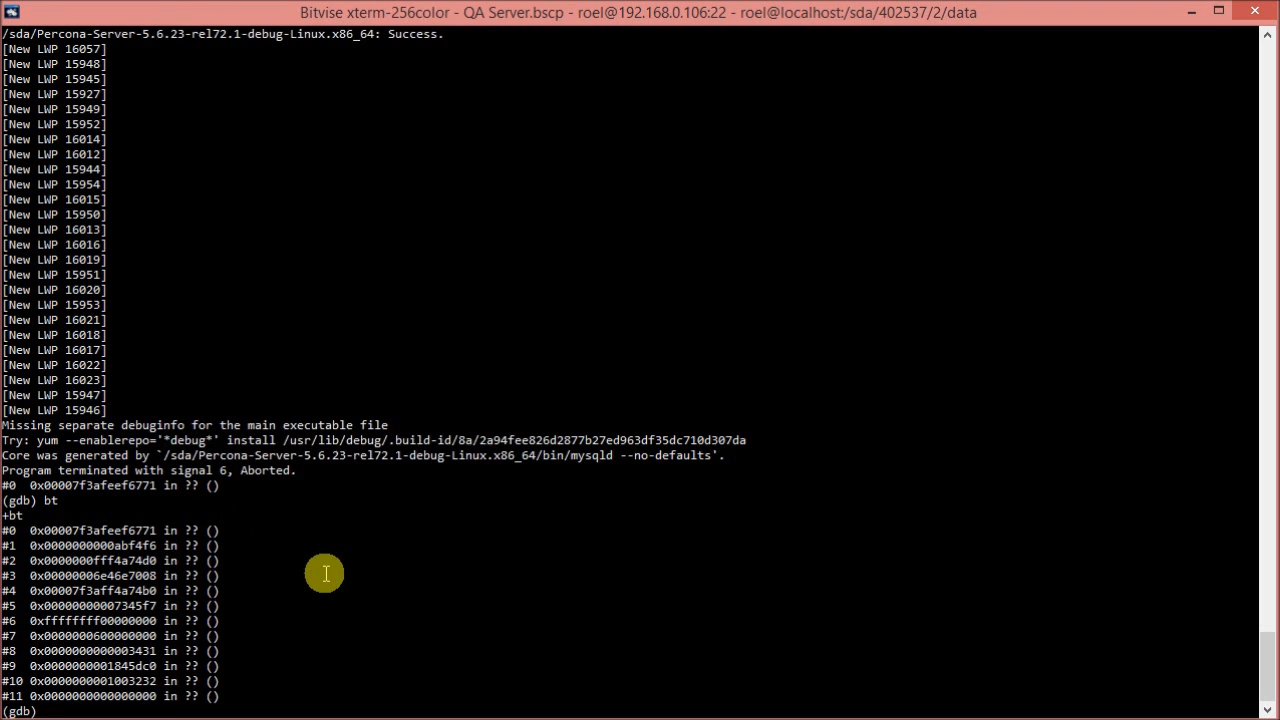 Bitvise xterm-256color - QA Server.bscp - roel@192.168.0.106:22 - roel@localhost:/sda/402537/2/data
/sda/Percona-Server-5.6.23-rel72.1-debug-Linux.x86_64: Success.
[New LWP 16057]
[New LWP 15948]
[New LWP 15945]
[New LWP 15927]
[New LWP 15949]
[New LWP 15952]
[New LWP 16014]
[New LWP 16012]
[New LWP 15944]
[New LWP 15954]
[New LWP 16015]
[New LWP 15950]
[New LWP 16013]
[New LWP 16016]
[New LWP 16019]
[New LWP 15951]
[New LWP 16020]
[New LWP 15953]
[New LWP 16021]
[New LWP 16018]
[New LWP 16017]
[New LWP 16022]
[New LWP 16023]
[New LWP 15947]
[New LWP 15946]
Missing separate debuginfo for the main executable file
Try: yum --enablerepo='*debug*' install /usr/lib/debug/.build-id/8a/2a94fee826d2877b27ed963df35dc710d307da
Core was generated by `/sda/Percona-Server-5.6.23-rel72.1-debug-Linux.x86_64/bin/mysqld --no-defaults'.
Program terminated with signal 6, Aborted.
#0  0x00007f3afeef6771 in ?? ()
(gdb) bt
+bt
#0  0x00007f3afeef6771 in ?? ()
#1  0x0000000000abf4f6 in ?? ()
#2  0x0000000fff4a74d0 in ?? ()
#3  0x00000006e46e7008 in ?? ()
#4  0x00007f3aff4a74b0 in ?? ()
#5  0x00000000007345f7 in ?? ()
#6  0xffffffff00000000 in ?? ()
#7  0x0000000600000000 in ?? ()
#8  0x0000000000003431 in ?? ()
#9  0x0000000001845dc0 in ?? ()
#10 0x0000000001003232 in ?? ()
#11 0x0000000000000000 in ?? ()
(gdb)